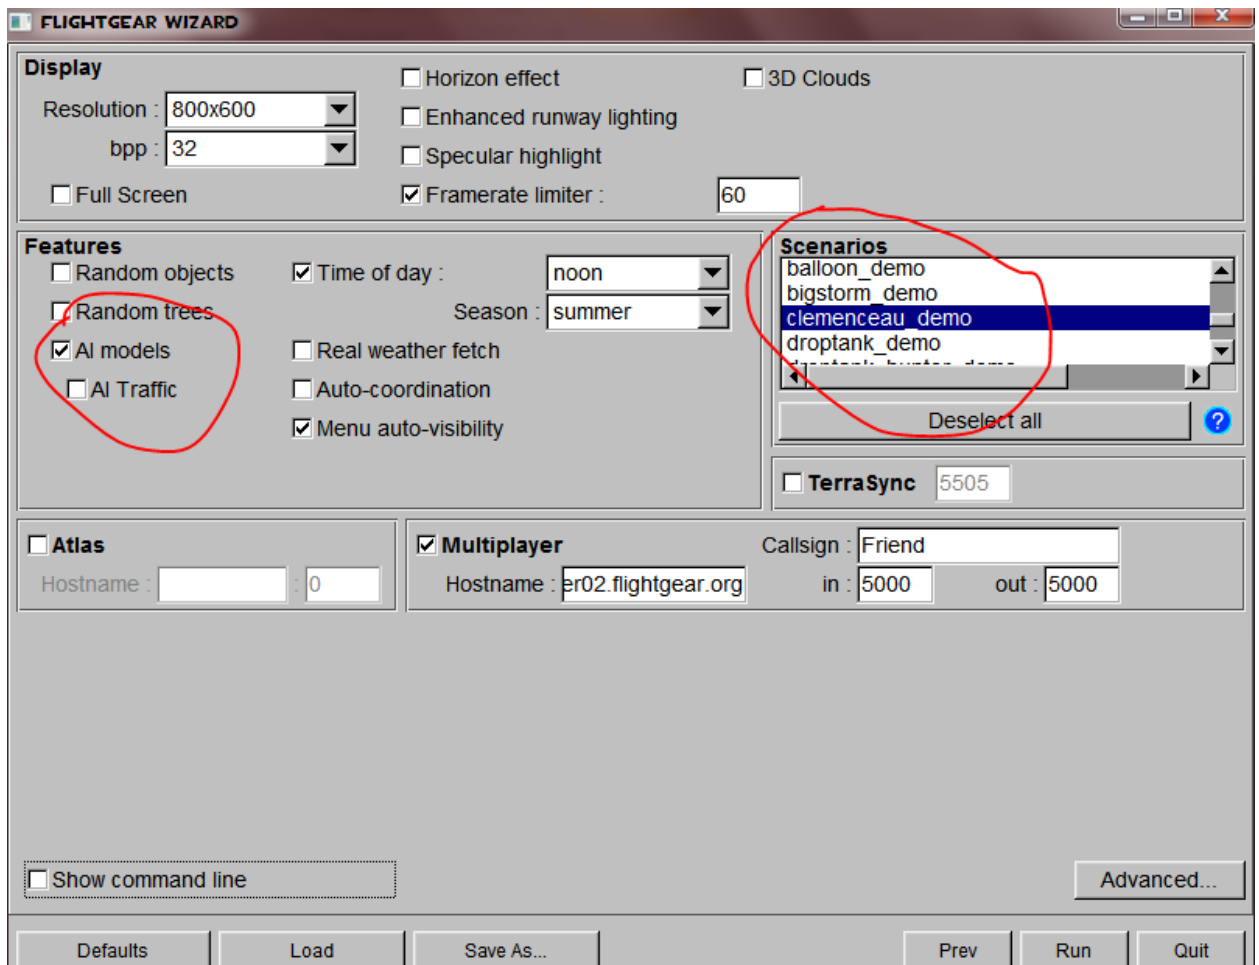 FLIGHTGEAR WIZARD
Display
Resolution : 800x600
bpp : 32
Full Screen
Horizon effect
Enhanced runway lighting
Specular highlight
Framerate limiter : 60
3D Clouds
Features
Random objects
Random trees
AI models
AI Traffic
Time of day : noon
Season : summer
Real weather fetch
Auto-coordination
Menu auto-visibility
Scenarios
balloon_demo
bigstorm_demo
clemenceau_demo
droptank_demo
Deselect all ?
TerraSync 5505
Atlas
Hostname : : 0
Multiplayer Callsign : Friend
Hostname : er02.flightgear.org in : 5000 out : 5000
Show command line
Advanced...
Defaults Load Save As... Prev Run Quit